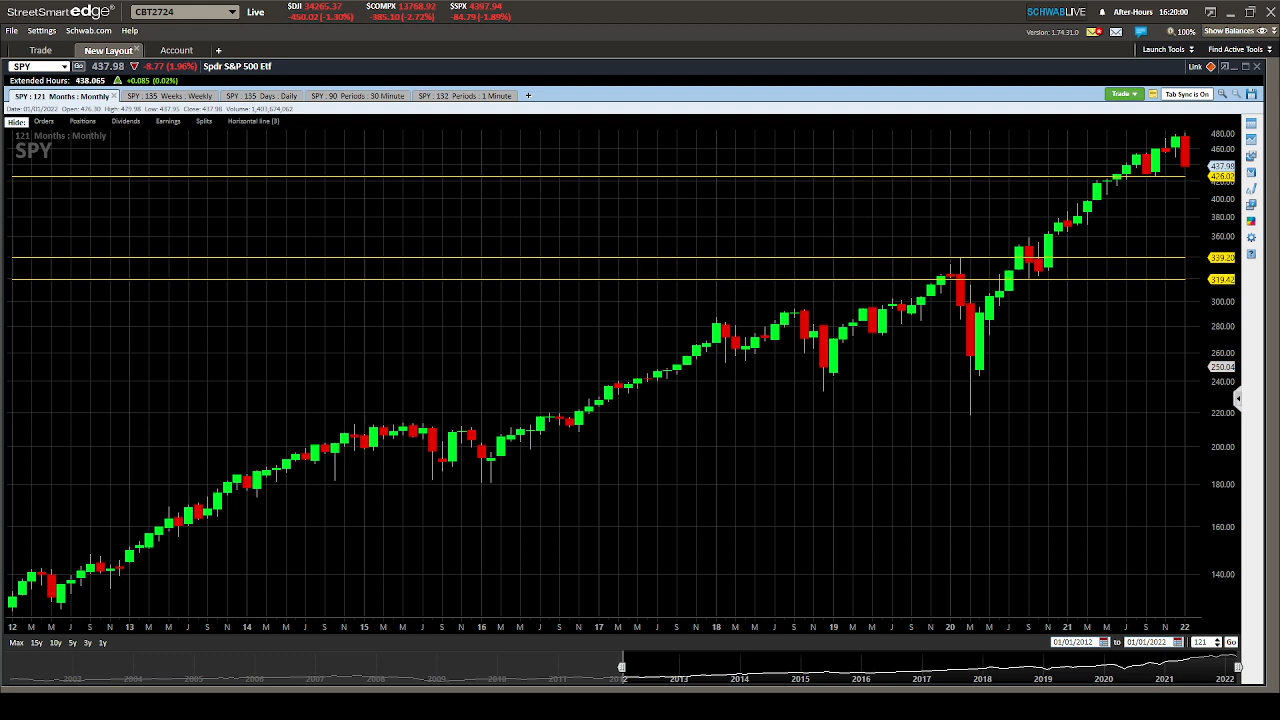 StreetSmart edge® CBT2724 Live $DJI 34265.37 -450.02 (-1.30%) $COMPX 13768.92 -385.10 (-2.72%) $SPX 4397.94 -84.79 (-1.89%) SCHWABLIVE After-Hours 16:20:00
File Settings Schwab.com Help Version: 1.74.31.0 100% Show Balances
Trade New Layout Account + Launch Tools Find Active Tools
SPY Go 437.98 -8.77 (1.96%) Spdr S&P 500 Etf Link
Extended Hours: 438.065 +0.085 (0.02%)
SPY : 121 Months : Monthly SPY : 135 Weeks : Weekly SPY : 135 Days : Daily SPY : 90 Periods : 30 Minute SPY : 132 Periods : 1 Minute + Trade Tab Sync is On
Date: 01/01/2022 Open: 476.30 High: 479.98 Low: 437.95 Close: 437.98 Volume: 1,403,674,062
Hide: Orders Positions Dividends Earnings Splits Horizontal line (3)
121 Months : Monthly
SPY
480.00
460.00
437.98
426.02
420.00
400.00
380.00
360.00
339.20
319.42
300.00
280.00
260.00
250.04
240.00
220.00
200.00
180.00
160.00
140.00
12 M M J S N 13 M M J S N 14 M M J S N 15 M M J S N 16 M M J S N 17 M M J S N 18 M M J S N 19 M M J S N 20 M M J S N 21 M M J S N 22
Max 15y 10y 5y 3y 1y 01/01/2012 to 01/01/2022 121 Go
2003 2004 2005 2006 2007 2008 2009 2010 2011 2013 2014 2015 2016 2017 2018 2019 2020 2021 2022